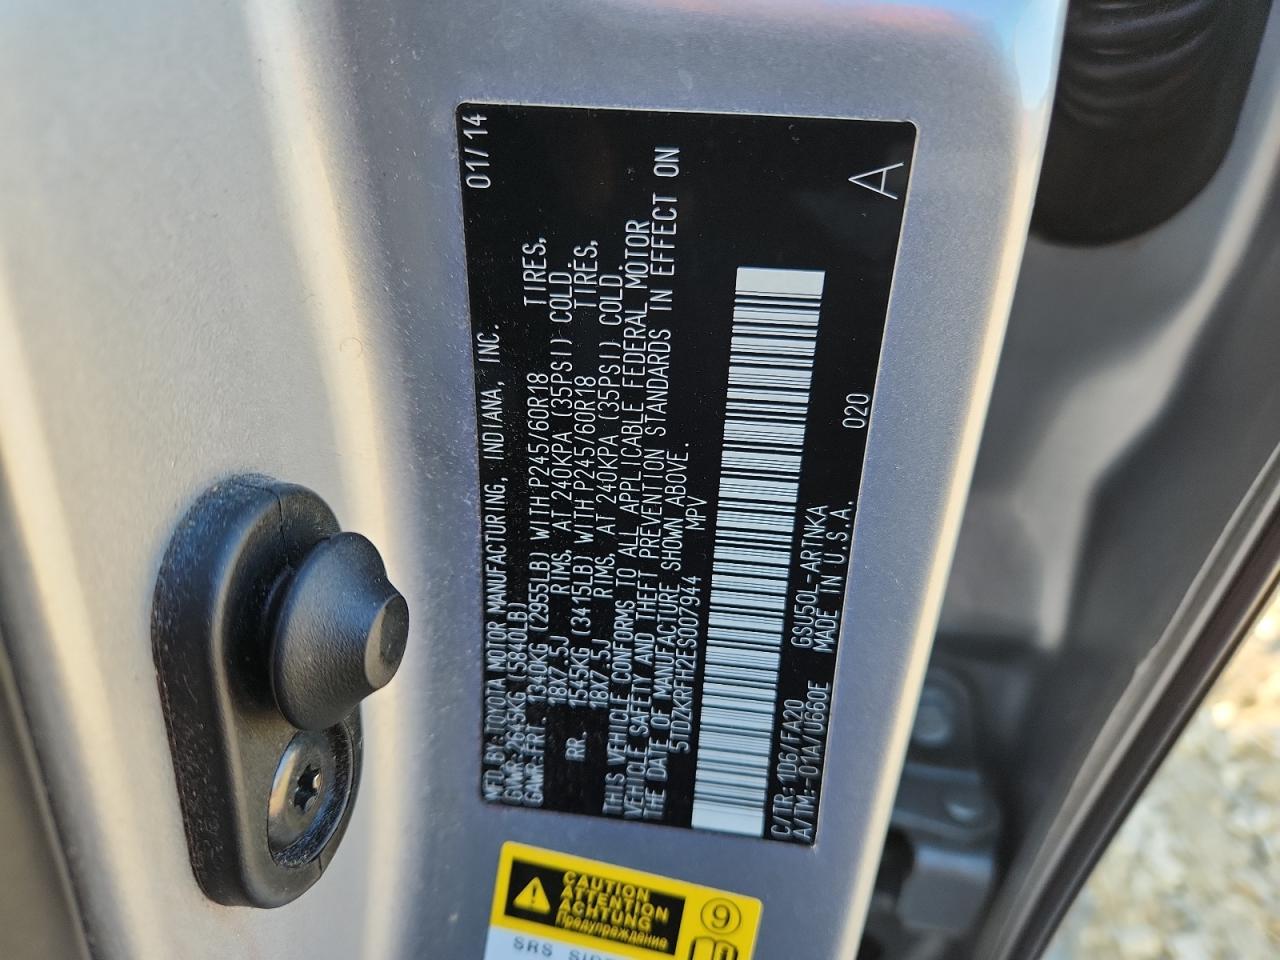 MFD. BY: TOYOTA MOTOR MANUFACTURING, INDIANA, INC. 01/14
GVWR: 2645KG (5840LB)
GAWR: FRT. 1340KG (2955LB) WITH P245/60R18 TIRES,
18X7.5J RIMS, AT 240KPA (35PSI) COLD.
RR. 1555KG (3415LB) WITH P245/60R18 TIRES,
18X7.5J RIMS, AT 240KPA (35PSI) COLD.
THIS VEHICLE CONFORMS TO ALL APPLICABLE FEDERAL MOTOR
VEHICLE SAFETY AND THEFT PREVENTION STANDARDS IN EFFECT ON
THE DATE OF MANUFACTURE SHOWN ABOVE.
5TDZKRFH2ES007944 MPV
C/TR: 1D6/FA20 GSU50L-ARTNKA 020
A/TM: -01A/U660E MADE IN U.S.A.
A
CAUTION
ATTENTION
ACHTUNG
Предупреждение
9
SRS